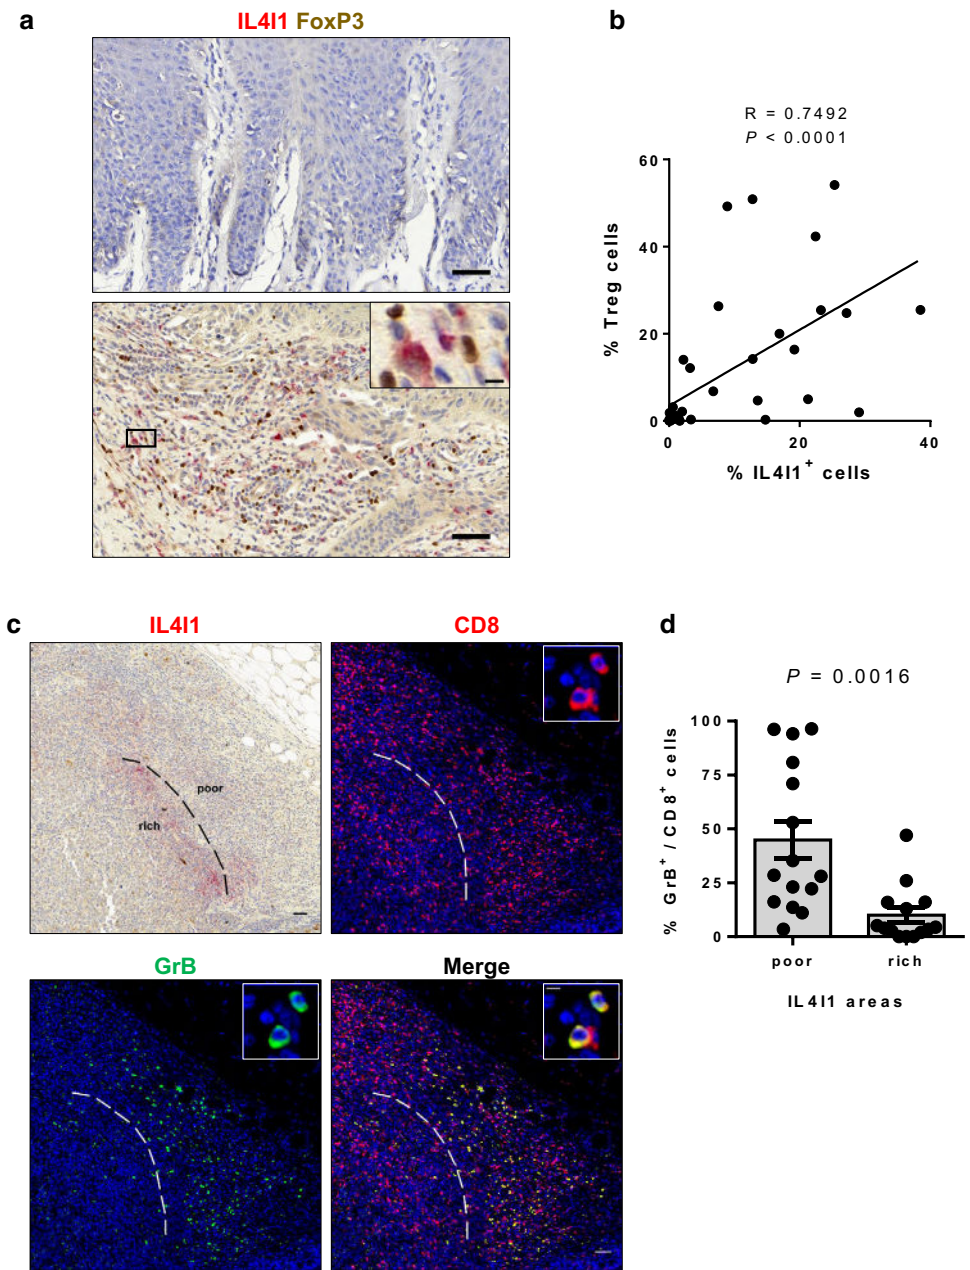 a
IL4I1 FoxP3
b
R = 0.7492
P < 0.0001
60
40
20
0
% Treg cells
0 20 40
% IL4I1+ cells
c
IL4I1
poor
rich
CD8
GrB
Merge
d
P = 0.0016
100
75
50
25
0
% GrB+ / CD8+ cells
poor rich
IL4I1 areas